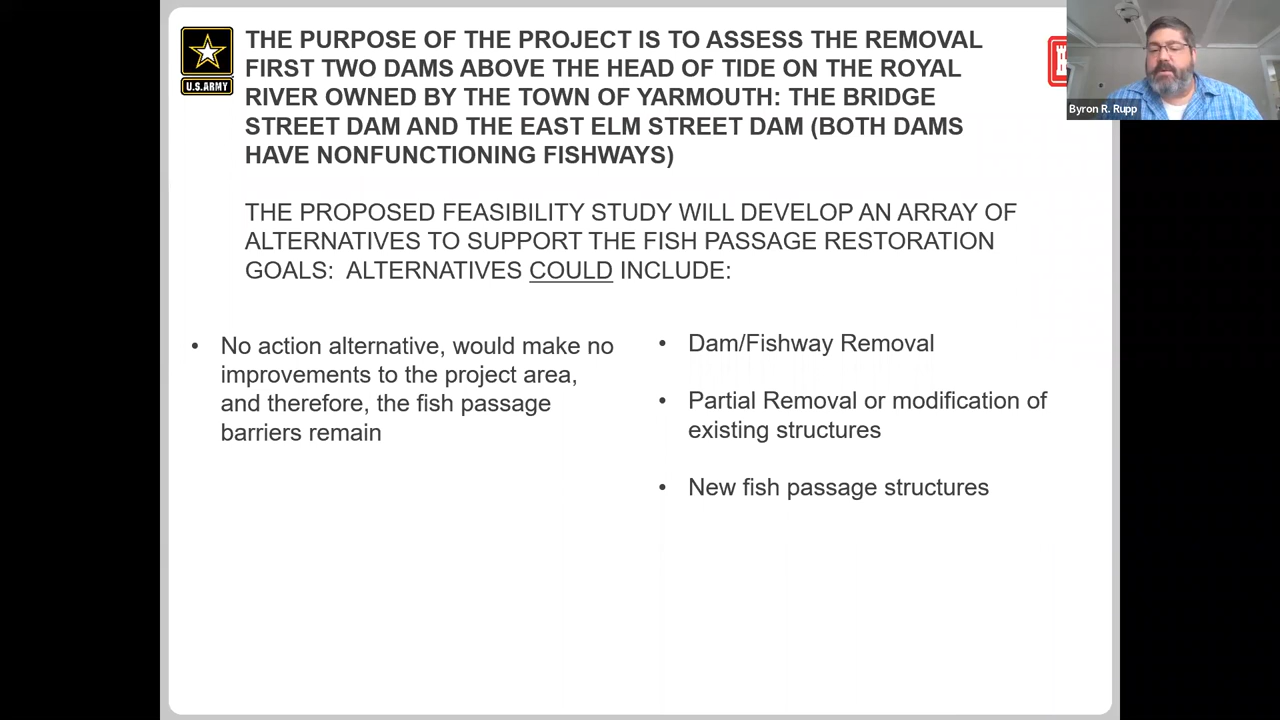 THE PURPOSE OF THE PROJECT IS TO ASSESS THE REMOVAL
FIRST TWO DAMS ABOVE THE HEAD OF TIDE ON THE ROYAL
RIVER OWNED BY THE TOWN OF YARMOUTH: THE BRIDGE
STREET DAM AND THE EAST ELM STREET DAM (BOTH DAMS
HAVE NONFUNCTIONING FISHWAYS)
U.S.ARMY
Byron R. Rupp
THE PROPOSED FEASIBILITY STUDY WILL DEVELOP AN ARRAY OF
ALTERNATIVES TO SUPPORT THE FISH PASSAGE RESTORATION
GOALS: ALTERNATIVES COULD INCLUDE:
• No action alternative, would make no
improvements to the project area,
and therefore, the fish passage
barriers remain
• Dam/Fishway Removal
• Partial Removal or modification of
existing structures
• New fish passage structures